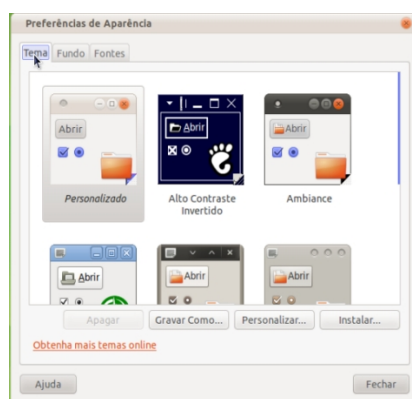 Preferências de Aparência
Tema Fundo Fontes
Abrir Abrir Abrir
Personalizado Alto Contraste Invertido Ambiance
Abrir Abrir Abrir
Apagar Gravar Como... Personalizar... Instalar...
Obtenha mais temas online
Ajuda Fechar